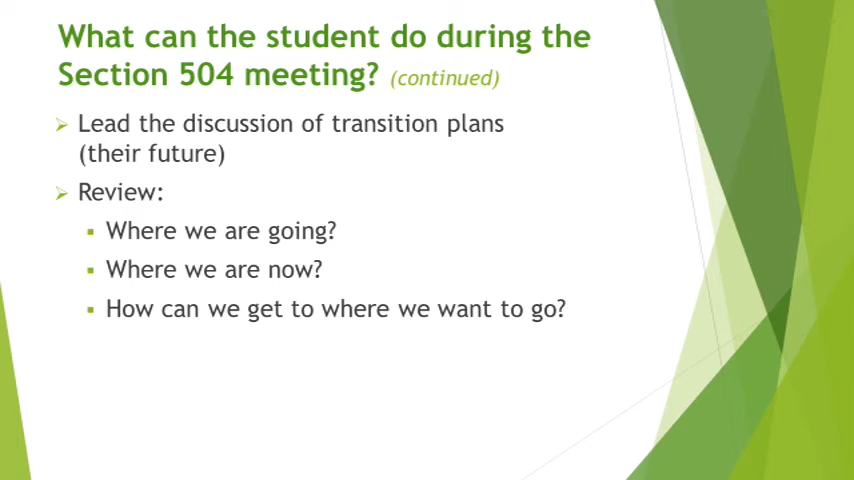 What can the student do during the
Section 504 meeting? (continued)
Lead the discussion of transition plans
(their future)
Review:
Where we are going?
Where we are now?
How can we get to where we want to go?